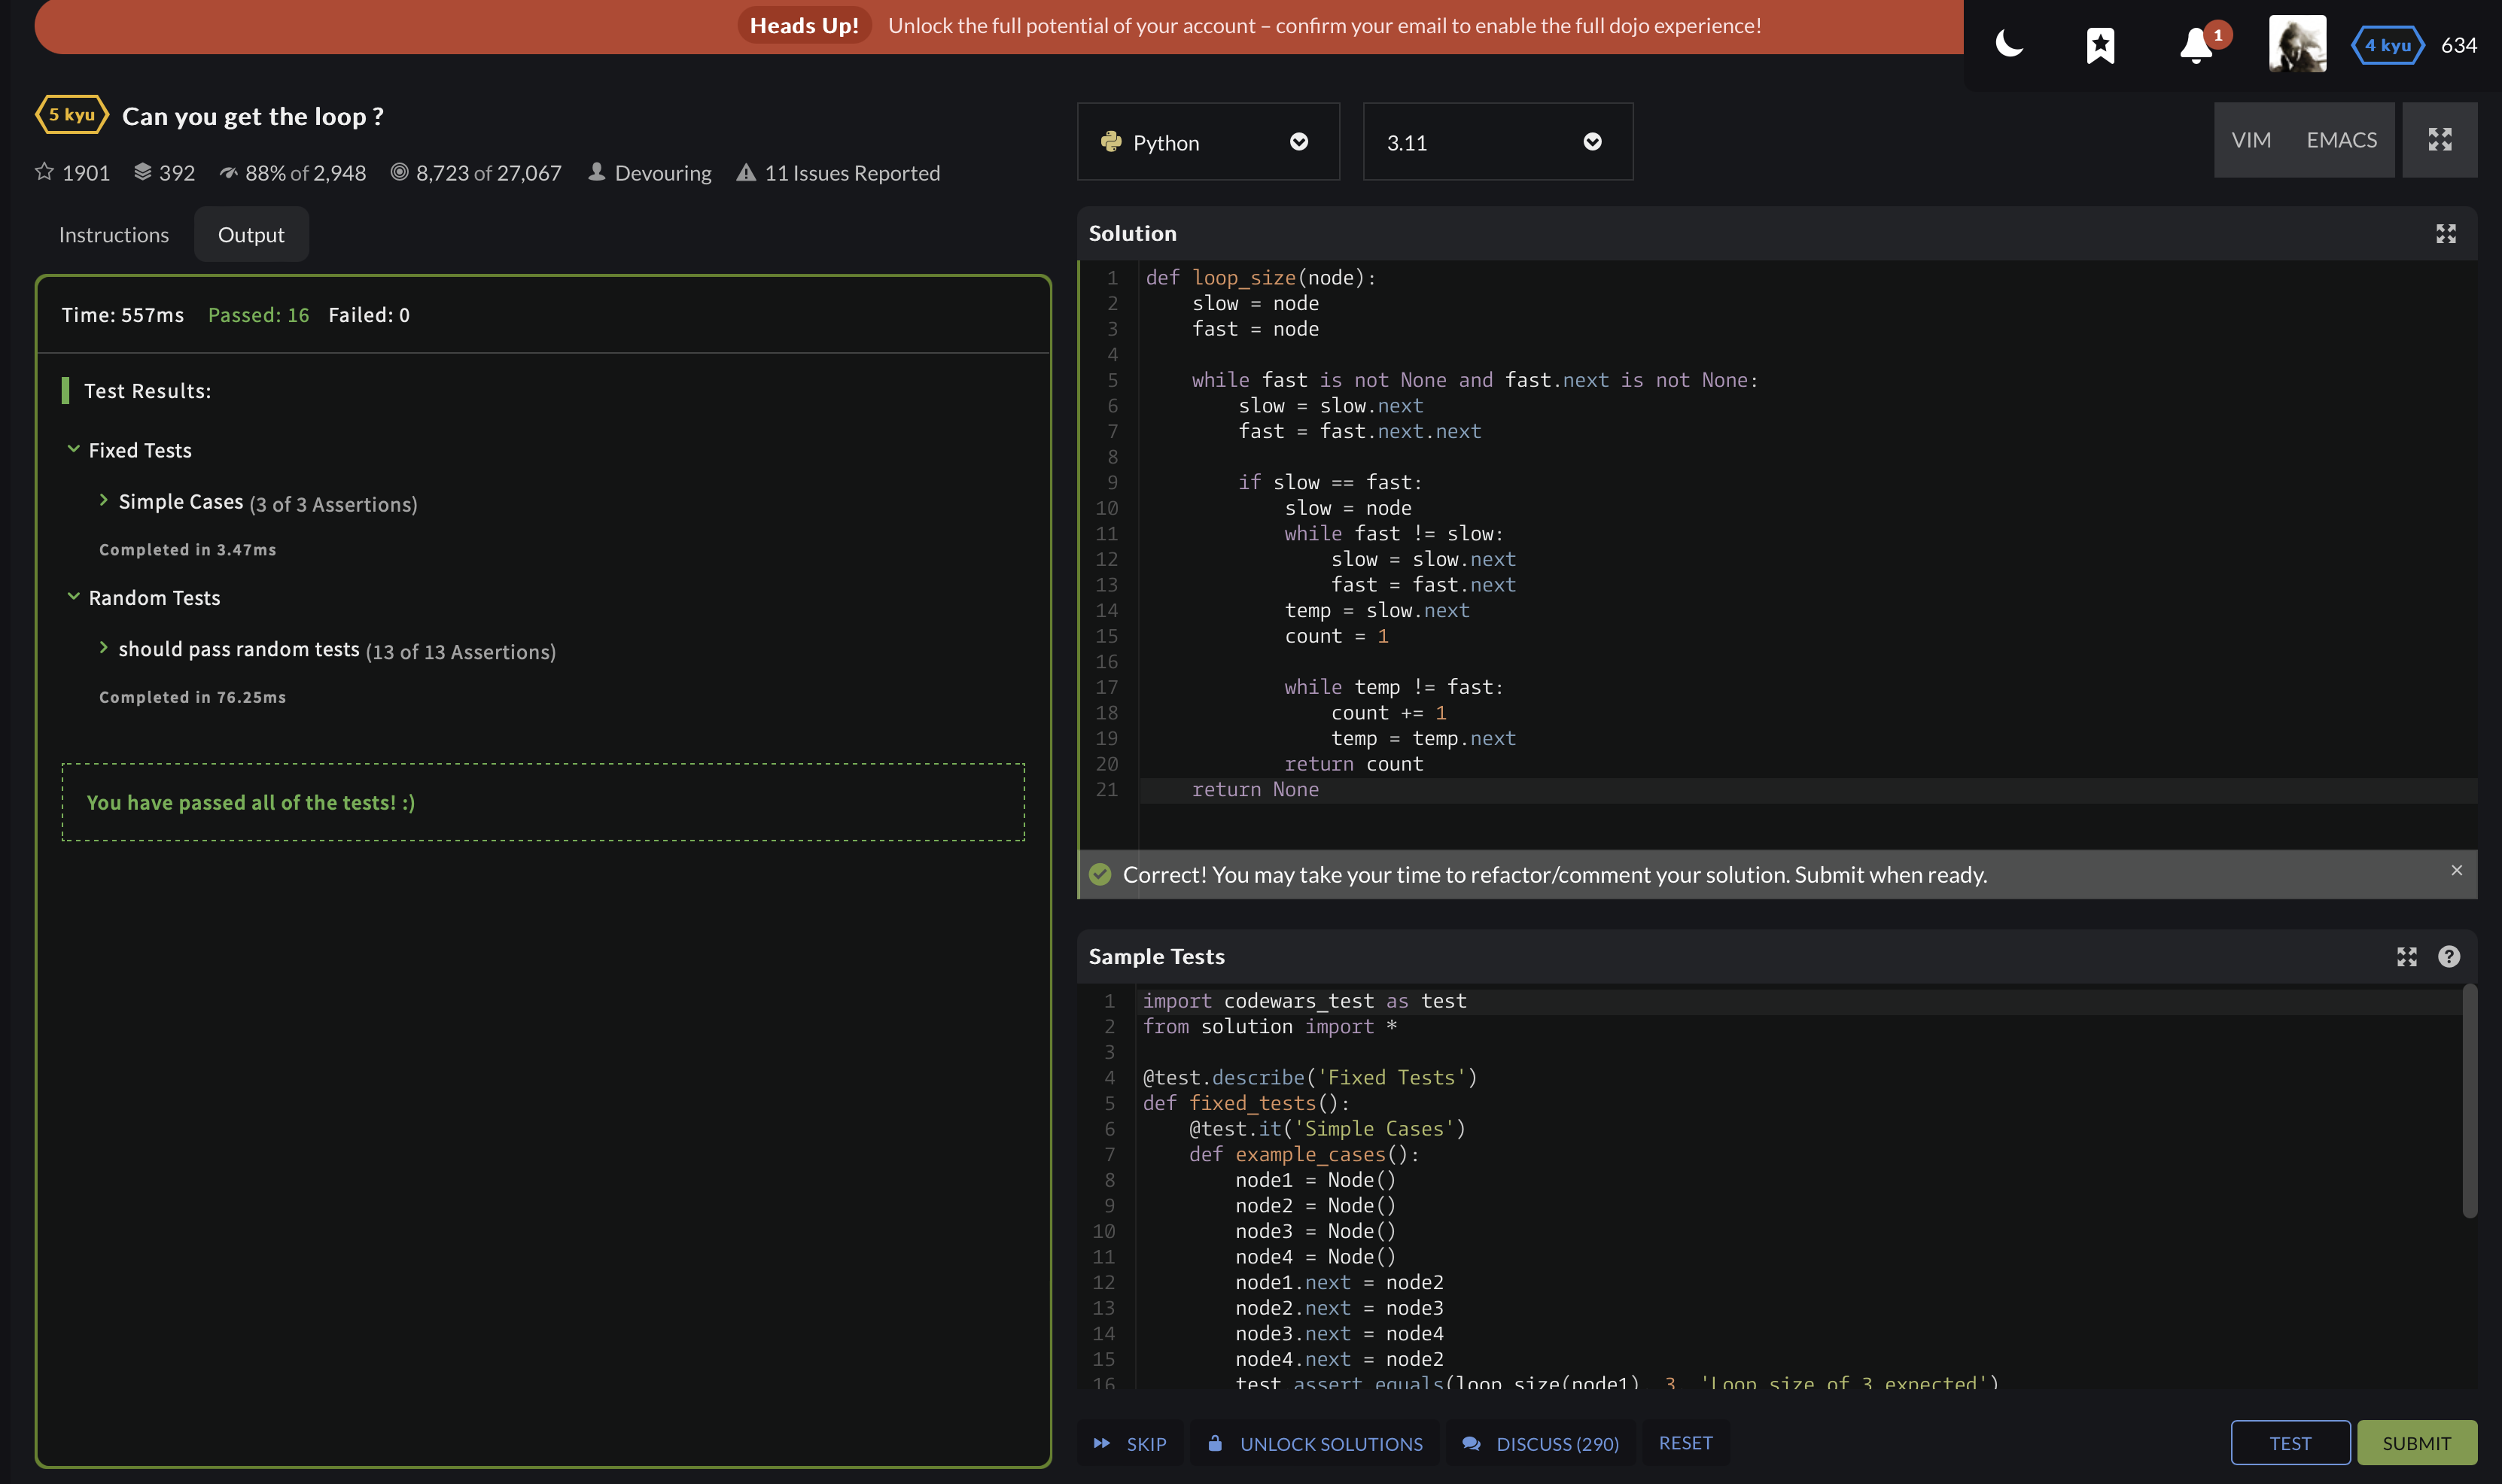 Heads Up! Unlock the full potential of your account – confirm your email to enable the full dojo experience!
1
4 kyu 634
5 kyu Can you get the loop ?
1901 392 88% of 2,948 8,723 of 27,067 Devouring 11 Issues Reported
Instructions Output
Time: 557ms Passed: 16 Failed: 0
Test Results:
Fixed Tests
Simple Cases (3 of 3 Assertions)
Completed in 3.47ms
Random Tests
should pass random tests (13 of 13 Assertions)
Completed in 76.25ms
You have passed all of the tests! :)
Python 3.11 VIM EMACS
Solution
1 def loop_size(node):
2     slow = node
3     fast = node
4
5     while fast is not None and fast.next is not None:
6         slow = slow.next
7         fast = fast.next.next
8
9         if slow == fast:
10             slow = node
11             while fast != slow:
12                 slow = slow.next
13                 fast = fast.next
14             temp = slow.next
15             count = 1
16
17             while temp != fast:
18                 count += 1
19                 temp = temp.next
20             return count
21     return None
Correct! You may take your time to refactor/comment your solution. Submit when ready. ×
Sample Tests ?
1 import codewars_test as test
2 from solution import *
3
4 @test.describe('Fixed Tests')
5 def fixed_tests():
6     @test.it('Simple Cases')
7     def example_cases():
8         node1 = Node()
9         node2 = Node()
10         node3 = Node()
11         node4 = Node()
12         node1.next = node2
13         node2.next = node3
14         node3.next = node4
15         node4.next = node2
16         test.assert_equals(loop_size(node1), 3, 'Loop size of 3 expected')
SKIP UNLOCK SOLUTIONS DISCUSS (290) RESET TEST SUBMIT